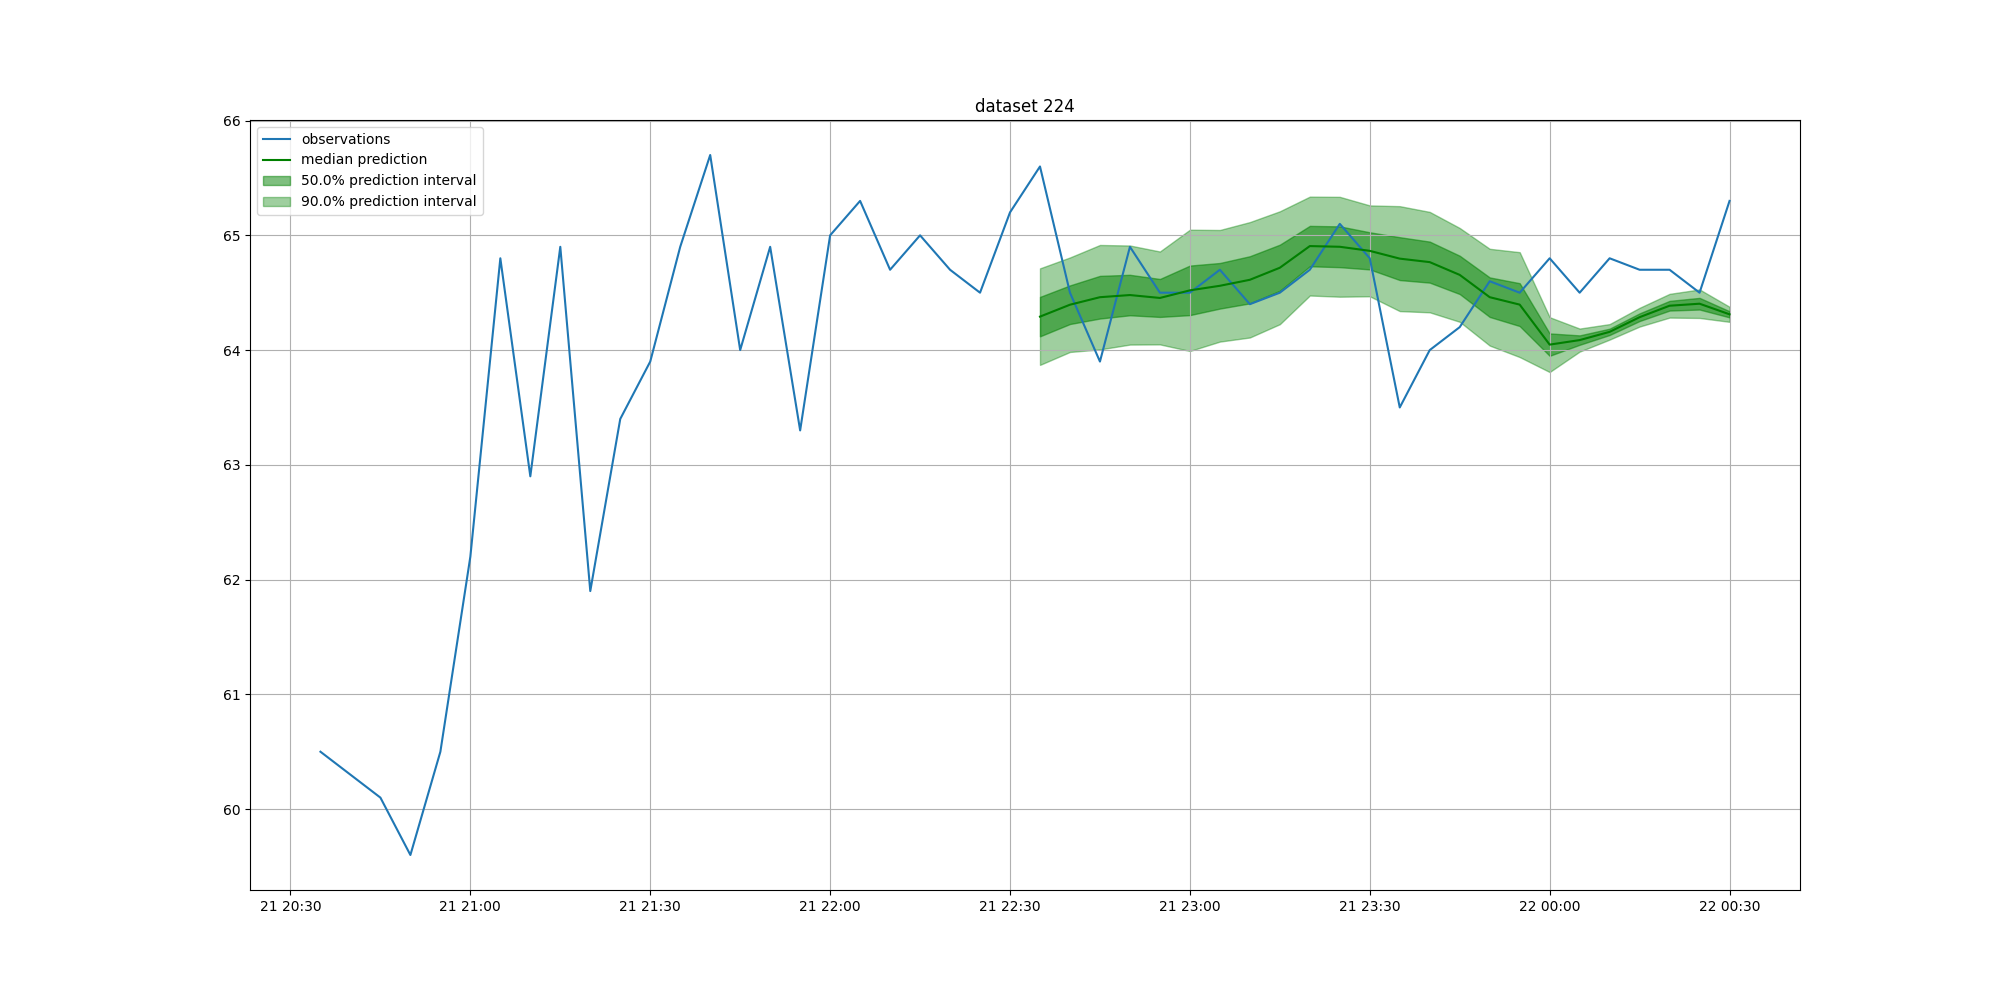 dataset 224
66
observations
median prediction
50.0% prediction interval
90.0% prediction interval
65
64
63
62
61
60
21 20:30 21 21:00 21 21:30 21 22:00 21 22:30 21 23:00 21 23:30 22 00:00 22 00:30